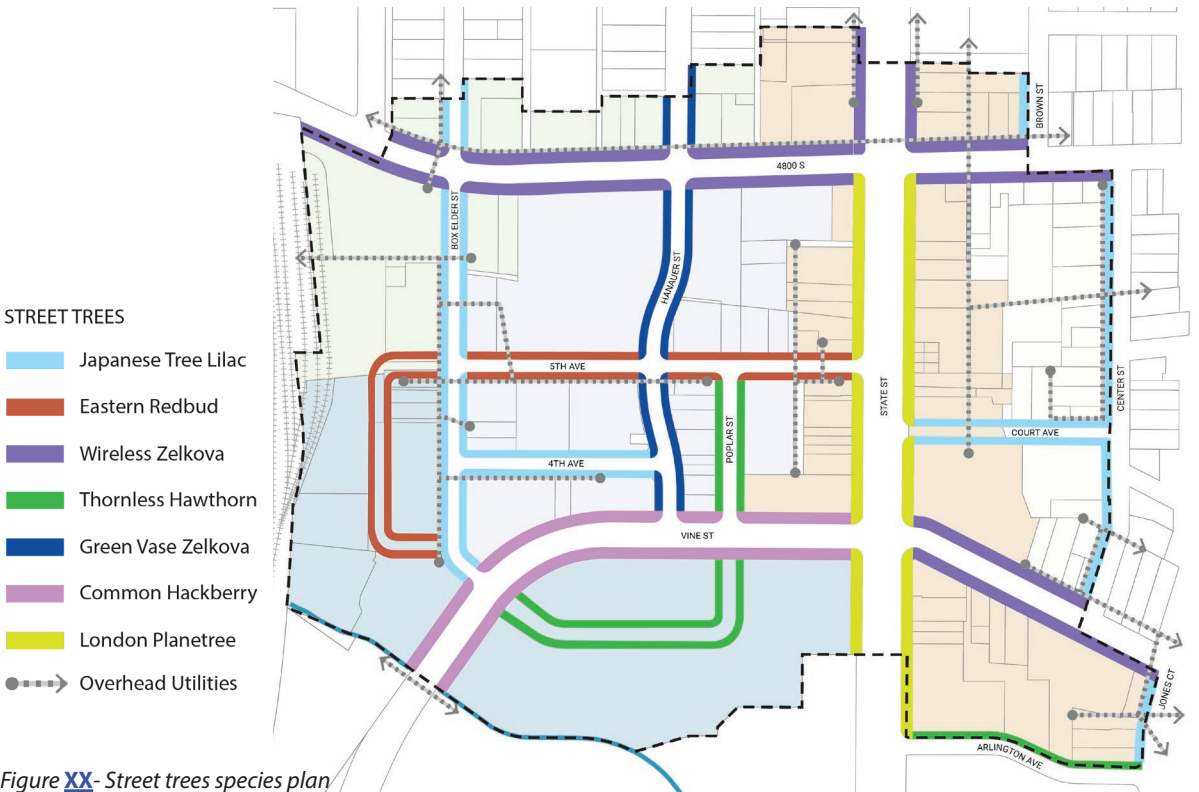 BROWN ST
4800 S
BOX ELDER ST
HANAUER ST
STREET TREES
Japanese Tree Lilac
5TH AVE
STATE ST
CENTER ST
Eastern Redbud
POPLAR ST
COURT AVE
Wireless Zelkova
4TH AVE
Thornless Hawthorn
Green Vase Zelkova
VINE ST
Common Hackberry
London Planetree
Overhead Utilities
JONES CT
ARLINGTON AVE
Figure XX- Street trees species plan